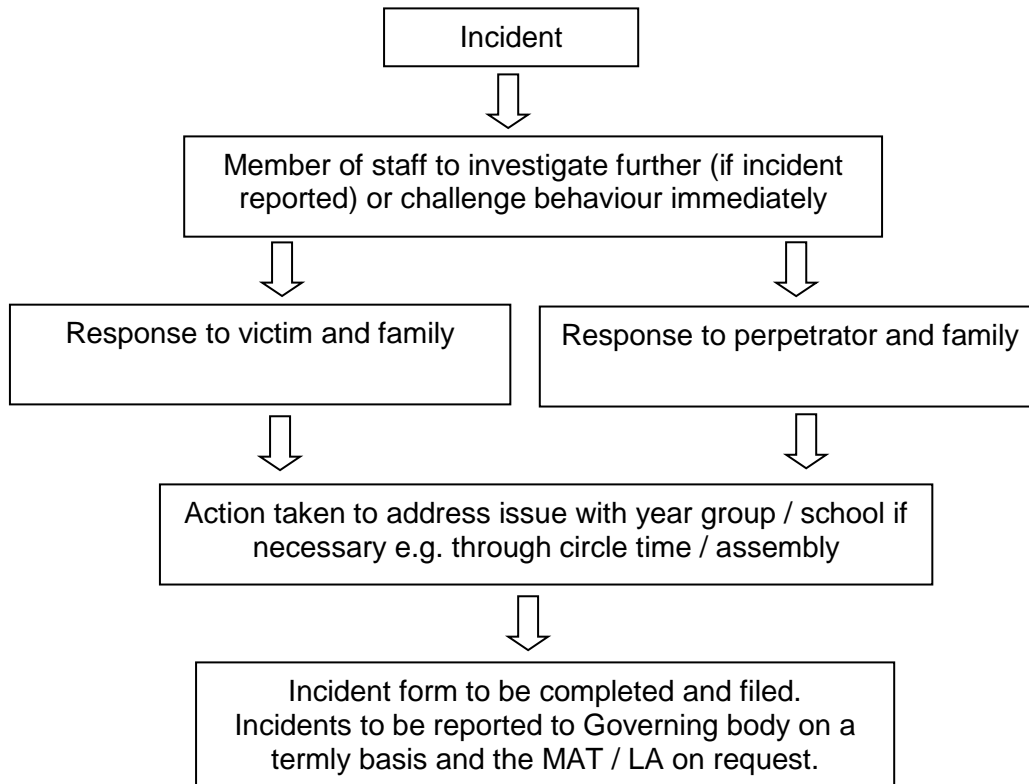 Incident
Member of staff to investigate further (if incident
reported) or challenge behaviour immediately
Response to victim and family
Response to perpetrator and family
Action taken to address issue with year group / school if
necessary e.g. through circle time / assembly
Incident form to be completed and filed.
Incidents to be reported to Governing body on a
termly basis and the MAT / LA on request.